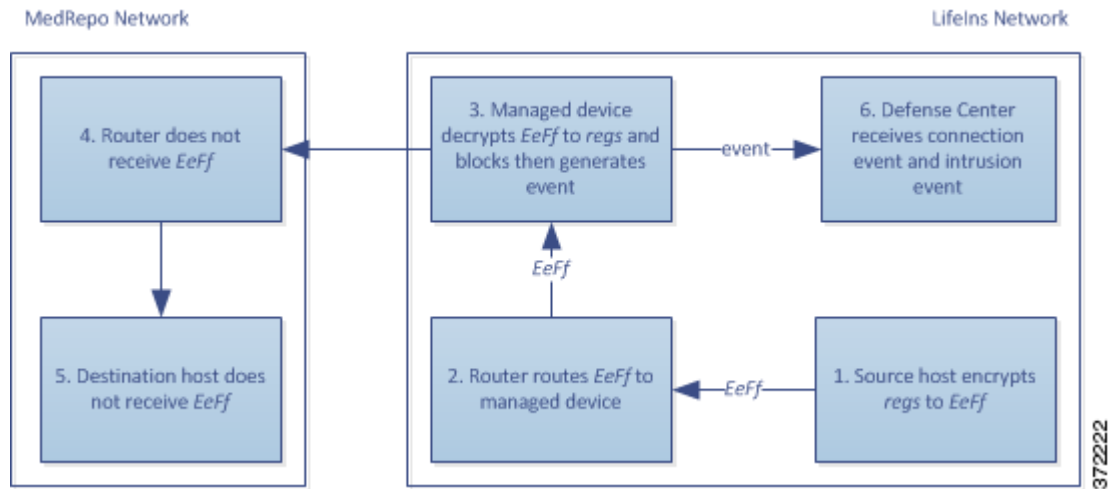 MedRepo Network
LifeIns Network
4. Router does not
receive EeFf
3. Managed device
decrypts EeFf to regs and
blocks then generates
event
event
6. Defense Center
receives connection
event and intrusion
event
EeFf
5. Destination host does
not receive EeFf
2. Router routes EeFf to
managed device
EeFf
1. Source host encrypts
regs to EeFf
372222